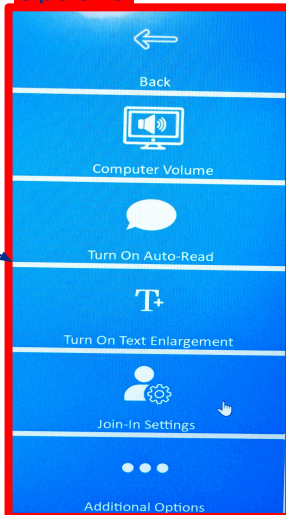 Back
Computer Volume
Turn On Auto-Read
T+
Turn On Text Enlargement
Join-In Settings
Additional Options